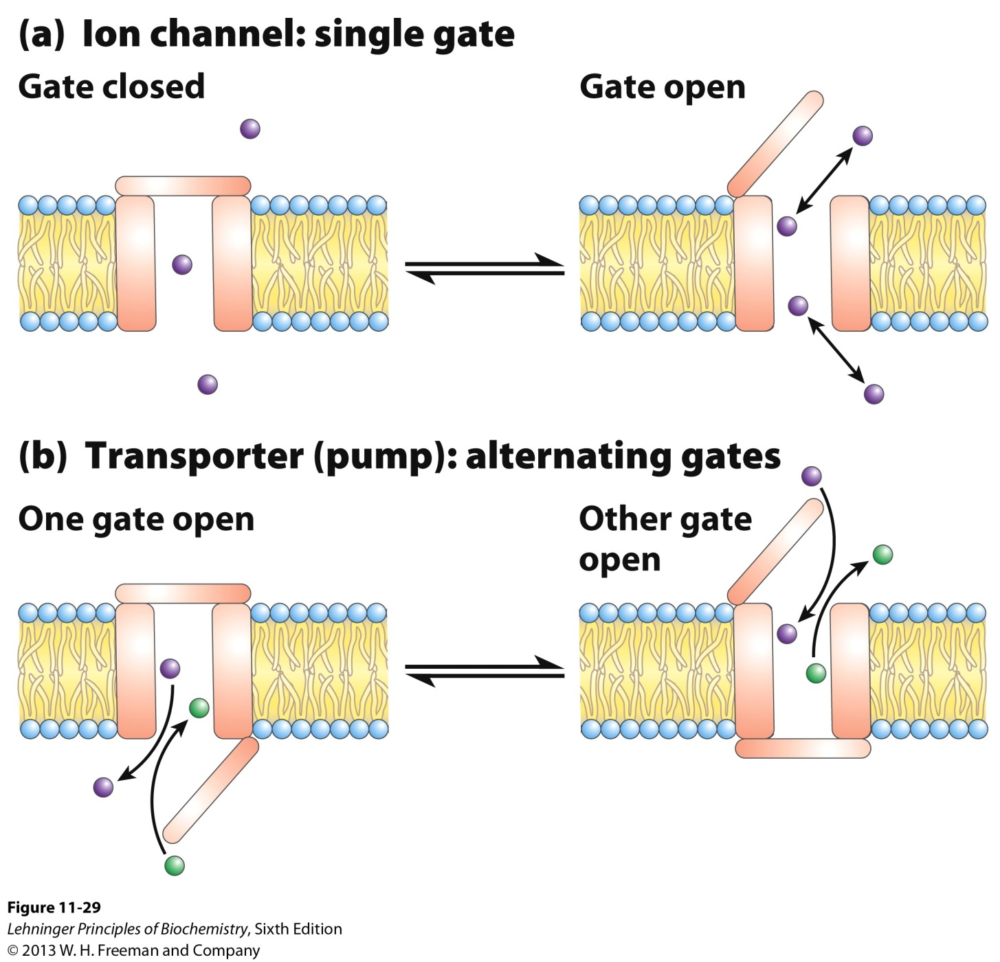 (a) Ion channel: single gate
Gate closed
Gate open
(b) Transporter (pump): alternating gates
One gate open
Other gate
open
Figure 11-29
Lehninger Principles of Biochemistry, Sixth Edition
© 2013 W. H. Freeman and Company